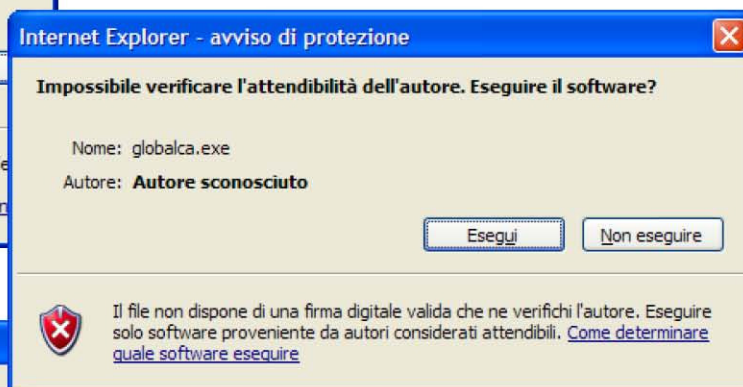 Internet Explorer - avviso di protezione
Impossibile verificare l'attendibilità dell'autore. Eseguire il software?
Nome: globalca.exe
Autore: Autore sconosciuto
Esegui
Non eseguire
Il file non dispone di una firma digitale valida che ne verifichi l'autore. Eseguire
solo software proveniente da autori considerati attendibili. Come determinare
quale software eseguire